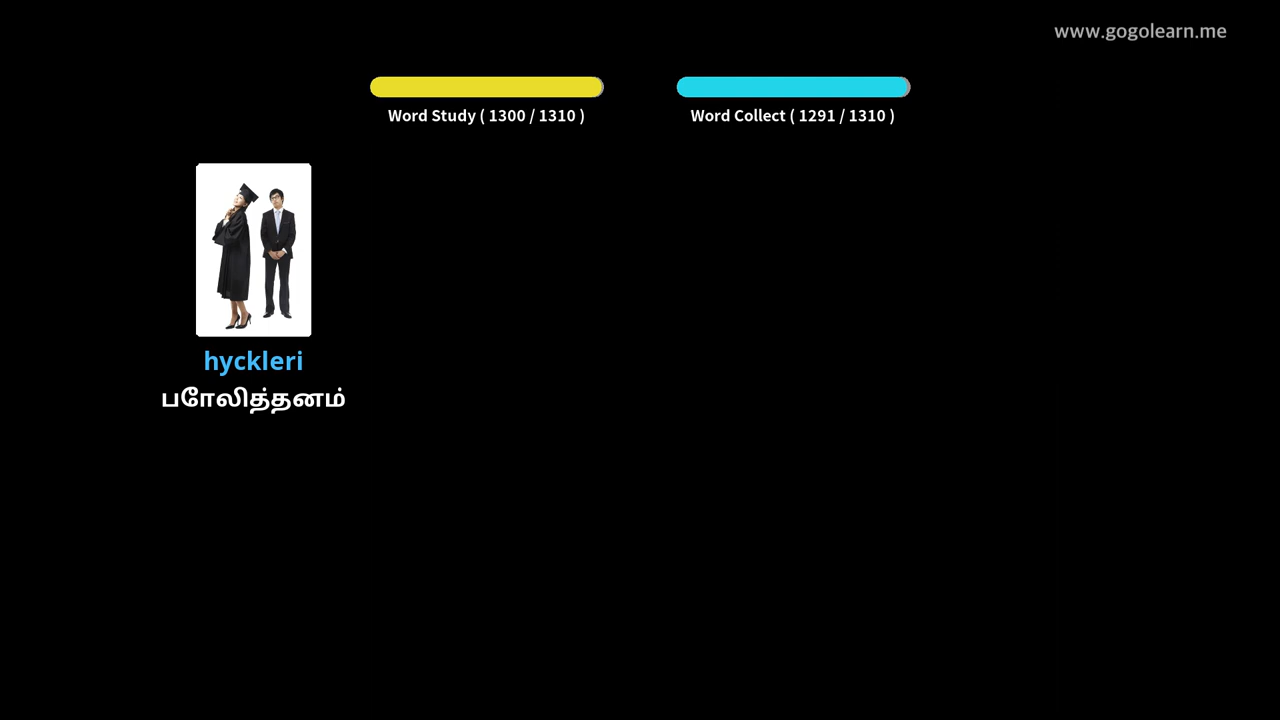 www.gogolearn.me
Word Study ( 1300 / 1310 )
Word Collect ( 1291 / 1310 )
hyckleri
போலித்தனம்